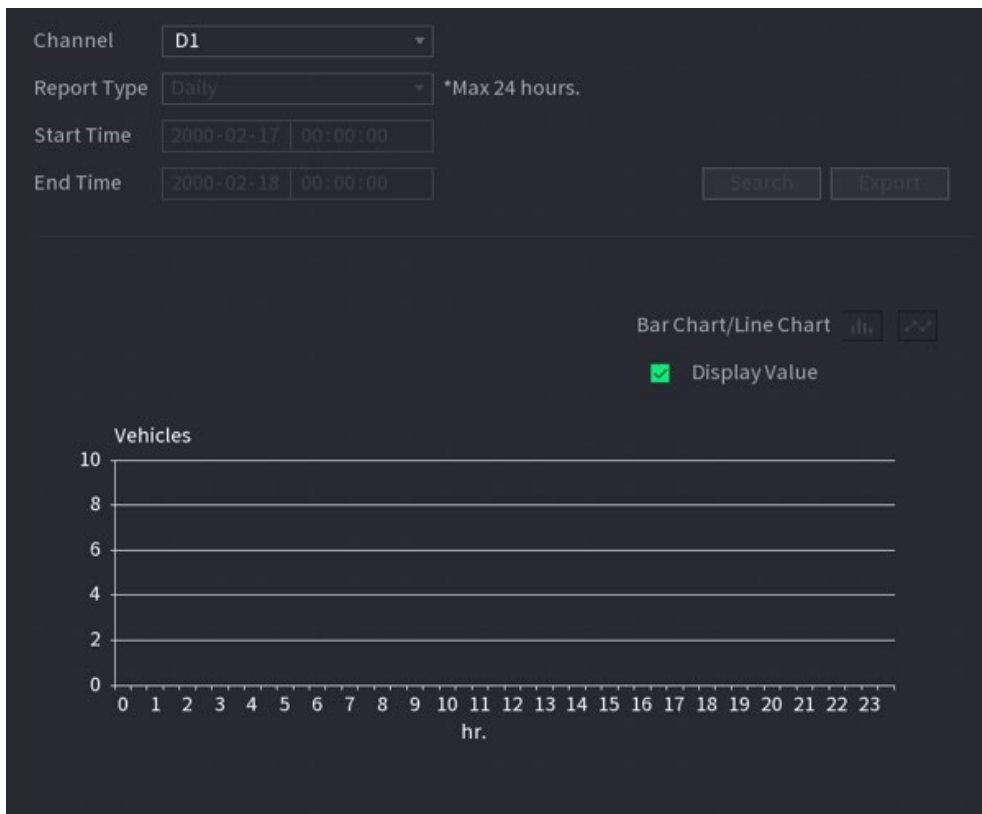 Channel D1
Report Type Daily *Max 24 hours.
Start Time 2000-02-17 00:00:00
End Time 2000-02-18 00:00:00 Search Export
Bar Chart/Line Chart
Display Value
Vehicles
10
8
6
4
2
0
0 1 2 3 4 5 6 7 8 9 10 11 12 13 14 15 16 17 18 19 20 21 22 23
hr.